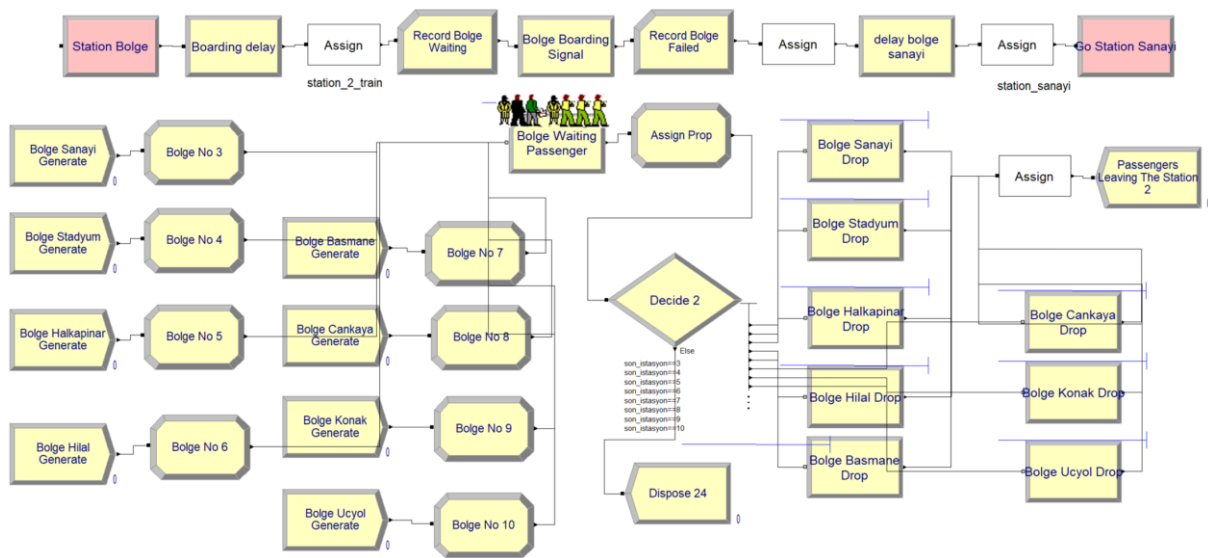 Station Bolge
Boarding delay
Assign
station_2_train
Record Bolge
Waiting
Bolge Boarding
Signal
Record Bolge
Failed
Assign
delay bolge
sanayi
Assign
station_sanayi
Go Station Sanayi
Bolge Sanayi
Generate
0
Bolge No 3
Bolge Waiting
Passenger
Assign Prop
Bolge Sanayi
Drop
Assign
Passengers
Leaving The Station
2
0
Bolge Stadyum
Generate
0
Bolge No 4
Bolge Basmane
Generate
0
Bolge No 7
Bolge Stadyum
Drop
Decide 2
Else
son_istasyon==3
son_istasyon==4
son_istasyon==5
son_istasyon==6
son_istasyon==7
son_istasyon==8
son_istasyon==9
son_istasyon==10
Bolge Halkapinar
Generate
0
Bolge No 5
Bolge Cankaya
Generate
0
Bolge No 8
Bolge Halkapinar
Drop
Bolge Cankaya
Drop
Bolge Hilal
Generate
0
Bolge No 6
Bolge Konak
Generate
0
Bolge No 9
Bolge Hilal Drop
Bolge Konak Drop
Bolge Ucyol
Generate
0
Bolge No 10
Dispose 24
0
Bolge Basmane
Drop
Bolge Ucyol Drop